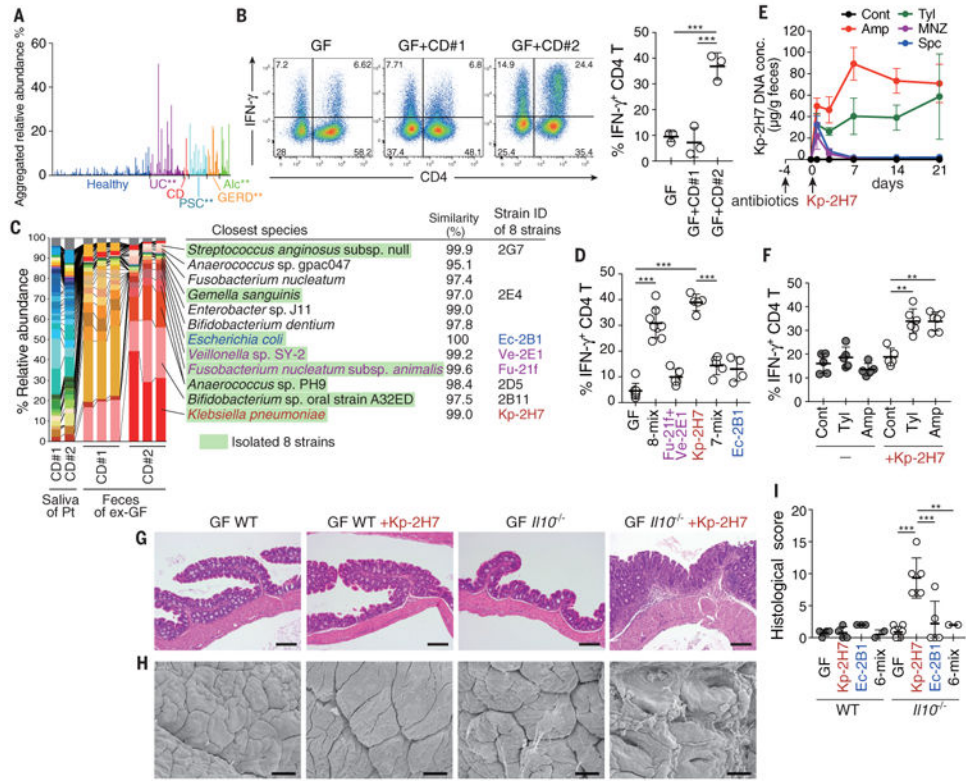 A
Aggregated relative abundance %
60
40
20
0
Healthy
UC**
CD
PSC**
GERD**
Alc**
B
GF
GF+CD#1
GF+CD#2
7.2
6.62
28
58.2
7.71
6.8
37.4
48.1
14.9
24.4
25.4
35.4
IFN-γ
CD4
% IFN-γ⁺ CD4 T
60
40
20
0
***
***
GF
GF+CD#1
GF+CD#2
E
Cont
Amp
Tyl
MNZ
Spc
Kp-2H7 DNA conc.
(μg/g feces)
120
100
80
60
40
20
0
-4
0
7
14
21
days
antibiotics
Kp-2H7
C
% Relative abundance
100
90
80
70
60
50
40
30
20
10
0
CD#1
CD#2
CD#1
CD#2
Saliva
of Pt
Feces
of ex-GF
Closest species
Similarity
(%)
Strain ID
of 8 strains
Streptococcus anginosus subsp. null 99.9 2G7
Anaerococcus sp. gpac047 95.1
Fusobacterium nucleatum 97.4
Gemella sanguinis 97.0 2E4
Enterobacter sp. J11 99.0
Bifidobacterium dentium 97.8
Escherichia coli 100 Ec-2B1
Veillonella sp. SY-2 99.2 Ve-2E1
Fusobacterium nucleatum subsp. animalis 99.6 Fu-21f
Anaerococcus sp. PH9 98.4 2D5
Bifidobacterium sp. oral strain A32ED 97.5 2B11
Klebsiella pneumoniae 99.0 Kp-2H7
Isolated 8 strains
D
% IFN-γ⁺ CD4 T
50
40
30
20
10
0
***
***
***
GF
8-mix
Fu-21f+
Ve-2E1
Kp-2H7
7-mix
Ec-2B1
F
% IFN-γ⁺ CD4 T
50
40
30
20
10
0
**
**
Cont
Tyl
Amp
Cont
Tyl
Amp
—
+Kp-2H7
G
GF WT
GF WT +Kp-2H7
GF Il10-/-
GF Il10-/- +Kp-2H7
H
I
Histological score
20
15
10
5
0
***
***
**
GF
Kp-2H7
Ec-2B1
6-mix
GF
Kp-2H7
Ec-2B1
6-mix
WT
Il10-/-